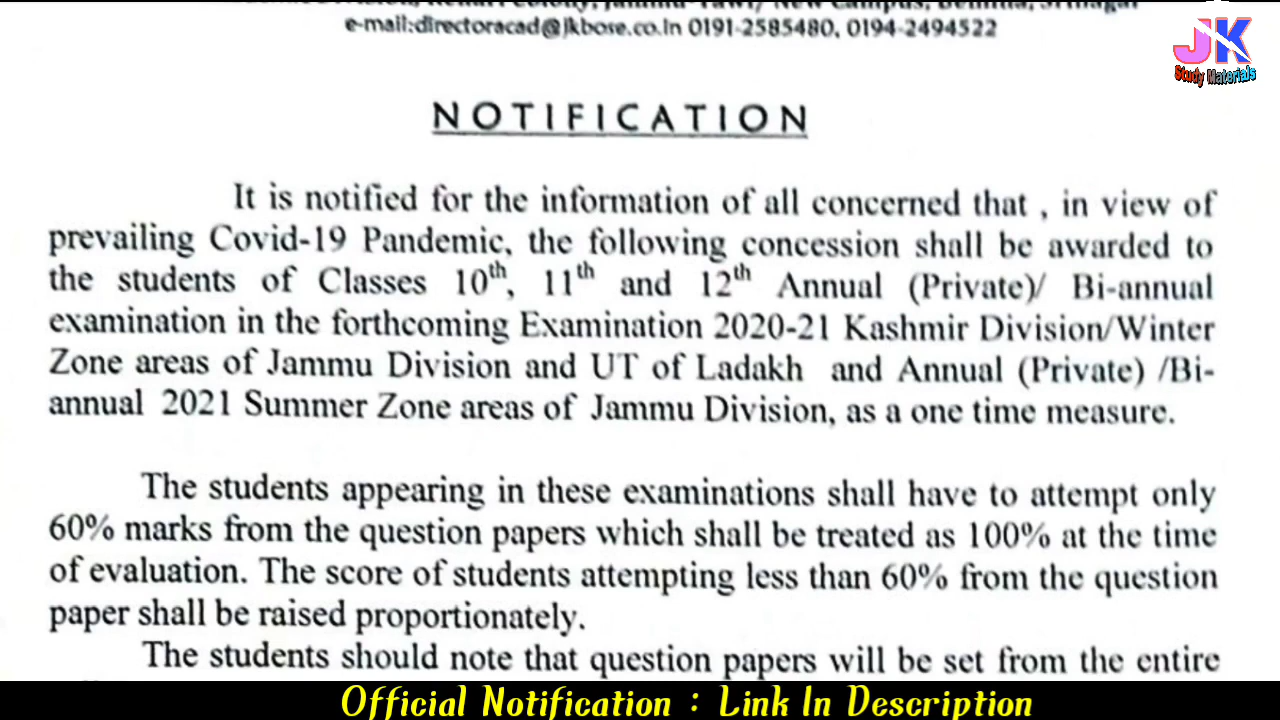 e-mail:directoracad@jkbose.co.in 0191-2585480, 0194-2494522
JK
Study Materials
NOTIFICATION
It is notified for the information of all concerned that , in view of
prevailing Covid-19 Pandemic, the following concession shall be awarded to
the students of Classes 10th, 11th and 12th Annual (Private)/ Bi-annual
examination in the forthcoming Examination 2020-21 Kashmir Division/Winter
Zone areas of Jammu Division and UT of Ladakh and Annual (Private) /Bi-
annual 2021 Summer Zone areas of Jammu Division, as a one time measure.
The students appearing in these examinations shall have to attempt only
60% marks from the question papers which shall be treated as 100% at the time
of evaluation. The score of students attempting less than 60% from the question
paper shall be raised proportionately.
The students should note that question papers will be set from the entire
Official Notification : Link In Description